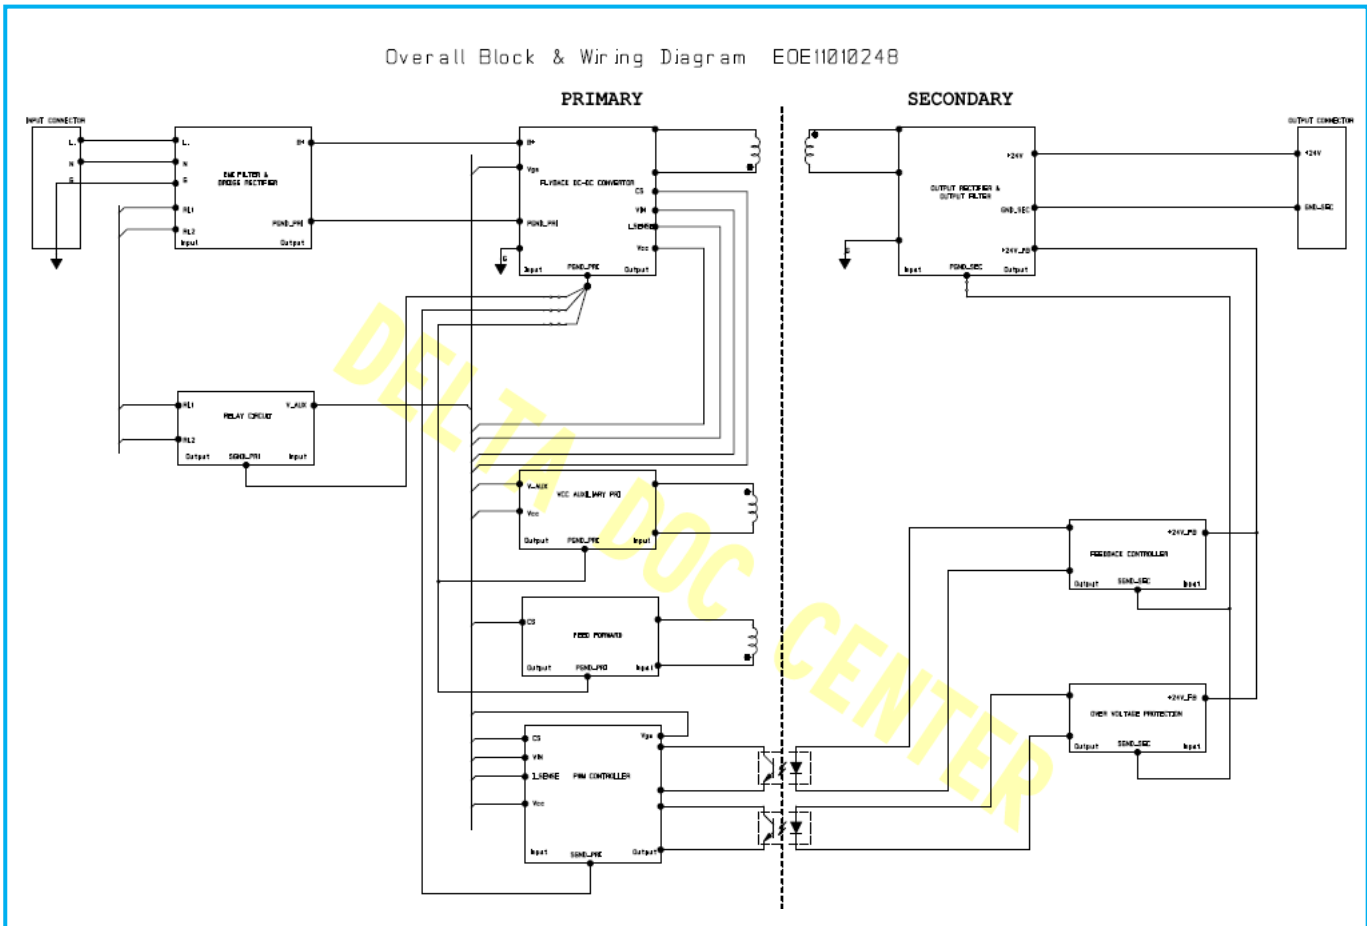 Overall Block & Wiring Diagram EOE11010248
PRIMARY
SECONDARY
INPUT CONNECTOR
L
N
G
L
N
G
RL1
RL2
Input
EMC FILTER &
BRIDGE RECTIFIER
B+
PGND_PRI
Output
B+
Vgs
PGND_PRI
Input
FLYBACK DC-DC CONVERTOR
CS
VIN
I_SENSE
Vcc
PGND_PRI
Output
G
G
OUTPUT RECTIFIER &
OUTPUT FILTER
+24V
GND_SEC
+24V_FB
Input
PGND_SEC
Output
OUTPUT CONNECTOR
+24V
GND_SEC
RL1
RL2
RELAY CIRCUIT
V_AUX
Output
SGND_PRI
Input
V_AUX
VCC AUXILIARY PRI
Vcc
Output
PGND_PRI
Input
CS
FEED FORWARD
Output
PGND_PRI
Input
CS
VIN
I_SENSE
Vcc
PWM CONTROLLER
Vgs
Input
SGND_PRI
Output
+24V_FB
FEEDBACK CONTROLLER
Output
SGND_SEC
Input
+24V_FB
OVER VOLTAGE PROTECTION
Output
SGND_SEC
Input
DELTA DOC CENTER